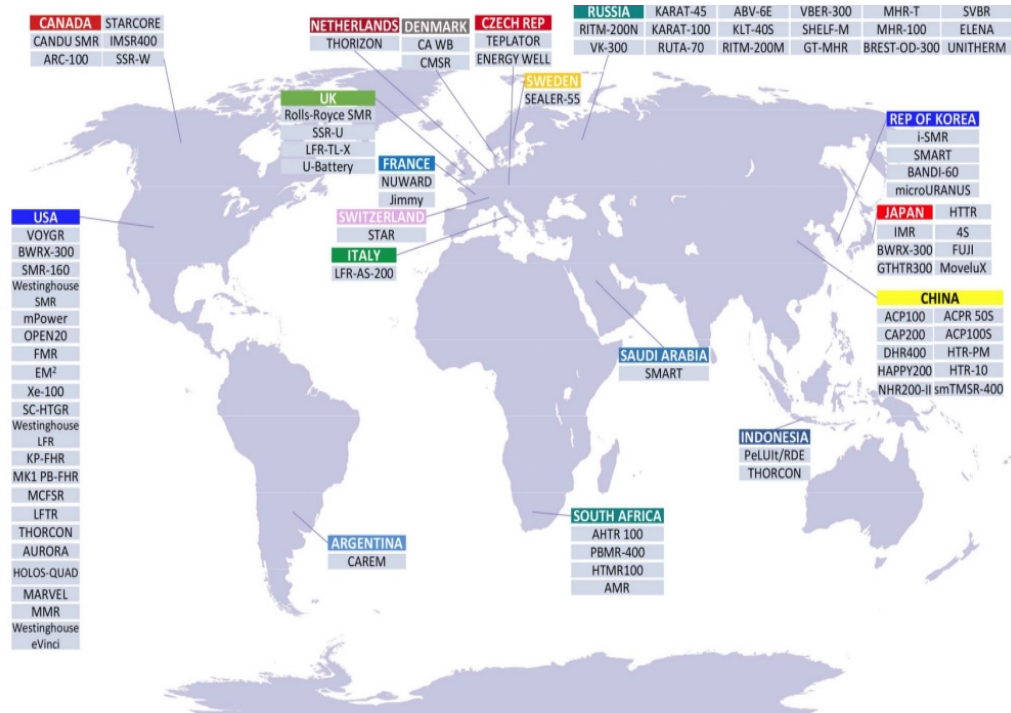 CANADA STARCORE
CANDU SMR IMSR400
ARC-100 SSR-W
NETHERLANDS
THORIZON
DENMARK
CA WB
CMSR
CZECH REP
TEPLATOR
ENERGY WELL
RUSSIA KARAT-45 ABV-6E VBER-300 MHR-T SVBR
RITM-200N KARAT-100 KLT-40S SHELF-M MHR-100 ELENA
VK-300 RUTA-70 RITM-200M GT-MHR BREST-OD-300 UNITHERM
SWEDEN
SEALER-55
UK
Rolls-Royce SMR
SSR-U
LFR-TL-X
U-Battery
FRANCE
NUWARD
Jimmy
SWITZERLAND
STAR
ITALY
LFR-AS-200
REP OF KOREA
i-SMR
SMART
BANDI-60
microURANUS
JAPAN HTTR
IMR 4S
BWRX-300 FUJI
GTHTR300 MoveluX
CHINA
ACP100 ACPR 50S
CAP200 ACP100S
DHR400 HTR-PM
HAPPY200 HTR-10
NHR200-II smTMSR-400
USA
VOYGR
BWRX-300
SMR-160
Westinghouse
SMR
mPower
OPEN20
FMR
EM²
Xe-100
SC-HTGR
Westinghouse
LFR
KP-FHR
MK1 PB-FHR
MCFSR
LFTR
THORCON
AURORA
HOLOS-QUAD
MARVEL
MMR
Westinghouse
eVinci
SAUDI ARABIA
SMART
INDONESIA
PeLUIt/RDE
THORCON
SOUTH AFRICA
AHTR 100
PBMR-400
HTMR100
AMR
ARGENTINA
CAREM